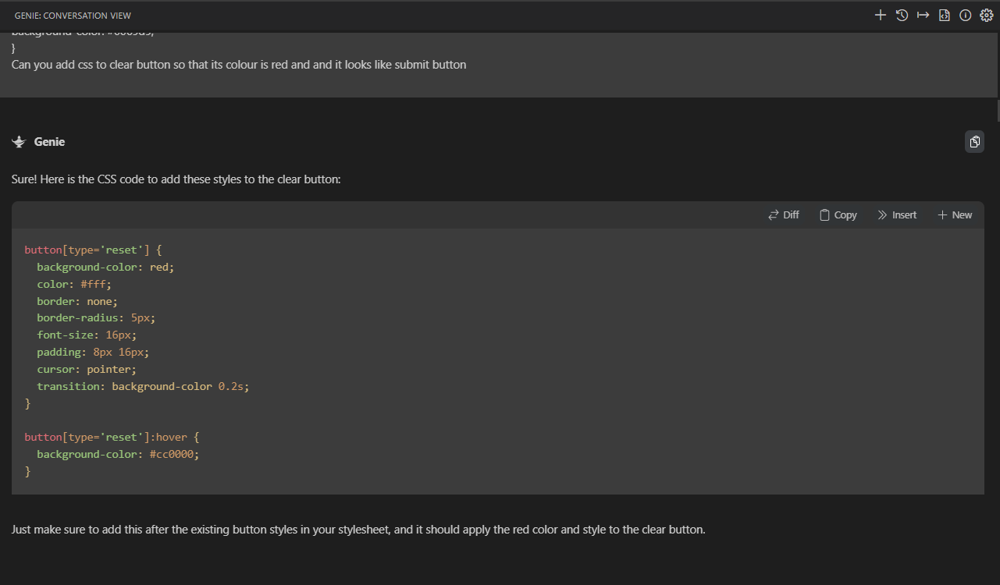 GENIE: CONVERSATION VIEW
}
Can you add css to clear button so that its colour is red and and it looks like submit button
Genie
Sure! Here is the CSS code to add these styles to the clear button:
Diff Copy Insert New
button[type='reset'] {
background-color: red;
color: #fff;
border: none;
border-radius: 5px;
font-size: 16px;
padding: 8px 16px;
cursor: pointer;
transition: background-color 0.2s;
}
button[type='reset']:hover {
background-color: #cc0000;
}
Just make sure to add this after the existing button styles in your stylesheet, and it should apply the red color and style to the clear button.